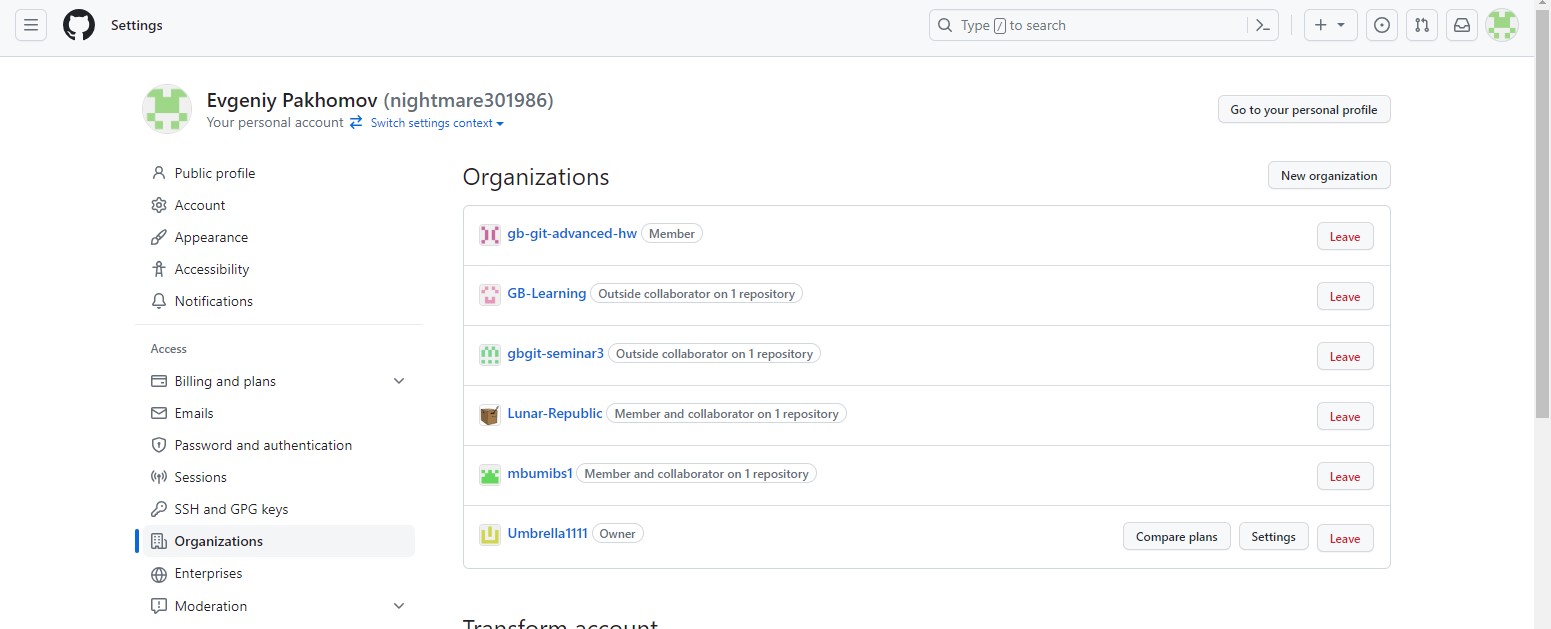 Settings
Type / to search
Evgeniy Pakhomov (nightmare301986)
Your personal account Switch settings context
Go to your personal profile
Public profile
Account
Appearance
Accessibility
Notifications
Access
Billing and plans
Emails
Password and authentication
Sessions
SSH and GPG keys
Organizations
Enterprises
Moderation
Organizations
New organization
gb-git-advanced-hw Member Leave
GB-Learning Outside collaborator on 1 repository Leave
gbgit-seminar3 Outside collaborator on 1 repository Leave
Lunar-Republic Member and collaborator on 1 repository Leave
mbumibs1 Member and collaborator on 1 repository Leave
Umbrella1111 Owner Compare plans Settings Leave
Transform account